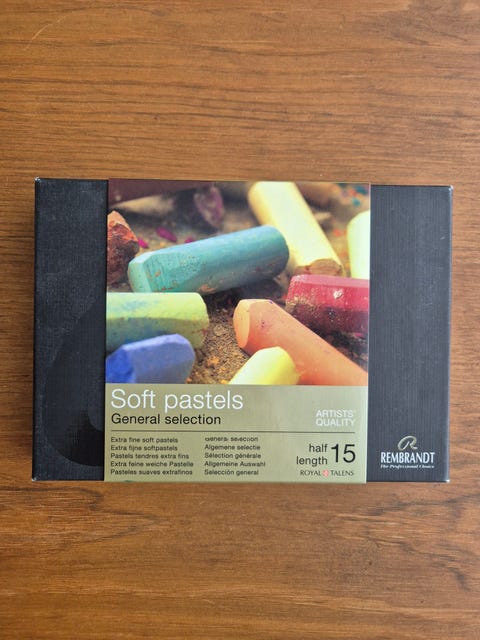 Soft pastels
General selection
ARTISTS'
QUALITY
Extra fine soft pastels
Extra fijne softpastels
Pastels tendres extra fins
Extra feine weiche Pastelle
Pasteles suaves extrafinos
General selection
Algemene selectie
Sélection générale
Allgemeine Auswahl
Selección general
half
length 15
ROYAL TALENS
REMBRANDT
The Professional Choice